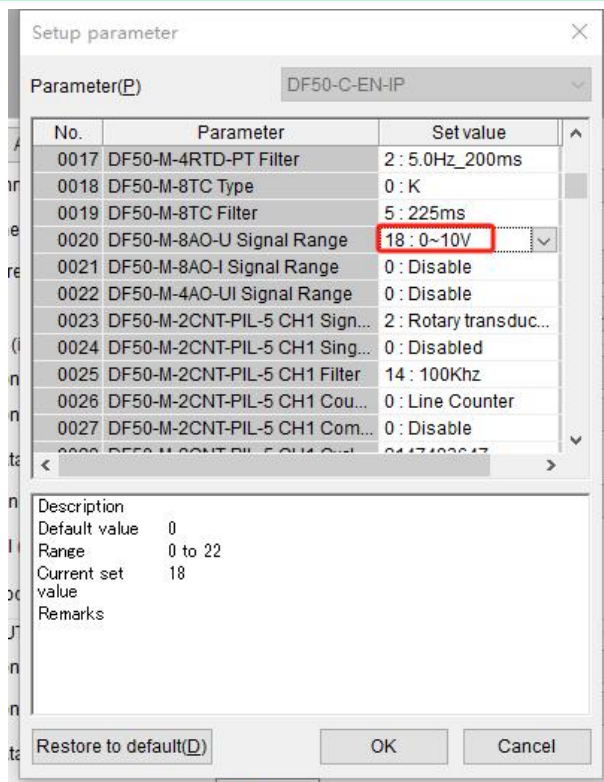 Setup parameter
Parameter(P) DF50-C-EN-IP
No. Parameter Set value
0017 DF50-M-4RTD-PT Filter 2 : 5.0Hz_200ms
0018 DF50-M-8TC Type 0 : K
0019 DF50-M-8TC Filter 5 : 225ms
0020 DF50-M-8AO-U Signal Range 18 : 0~10V
0021 DF50-M-8AO-I Signal Range 0 : Disable
0022 DF50-M-4AO-UI Signal Range 0 : Disable
0023 DF50-M-2CNT-PIL-5 CH1 Sign... 2 : Rotary transduc...
0024 DF50-M-2CNT-PIL-5 CH1 Sing... 0 : Disabled
0025 DF50-M-2CNT-PIL-5 CH1 Filter 14 : 100Khz
0026 DF50-M-2CNT-PIL-5 CH1 Cou... 0 : Line Counter
0027 DF50-M-2CNT-PIL-5 CH1 Com... 0 : Disable
Description
Default value 0
Range 0 to 22
Current set value 18
Remarks
Restore to default(D) OK Cancel